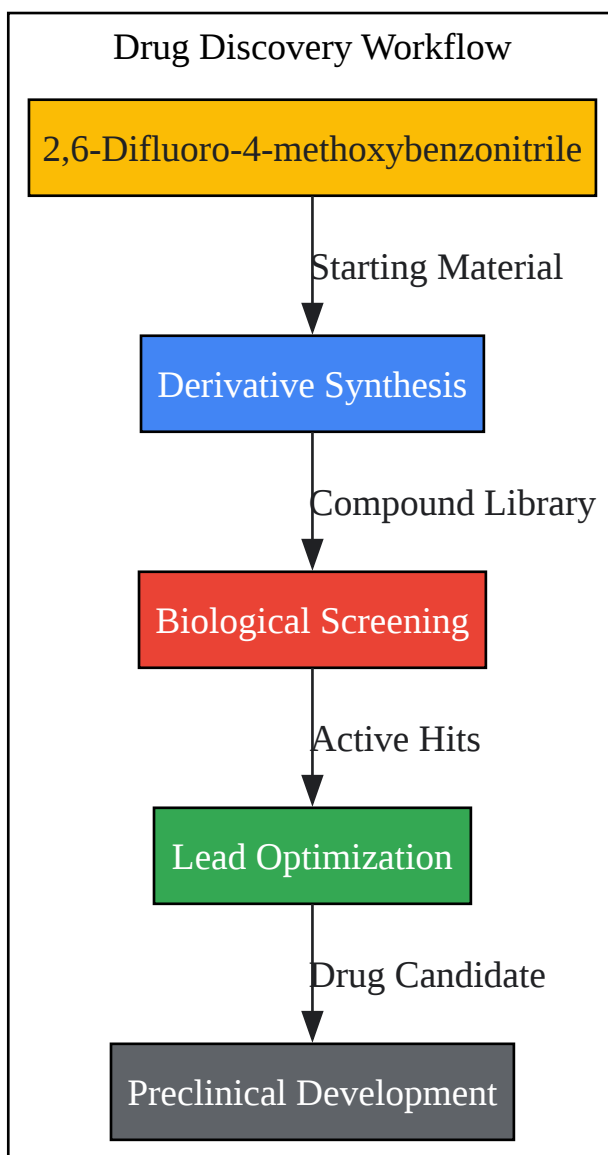 Drug Discovery Workflow
2,6-Difluoro-4-methoxybenzonitrile
Starting Material
Derivative Synthesis
Compound Library
Biological Screening
Active Hits
Lead Optimization
Drug Candidate
Preclinical Development